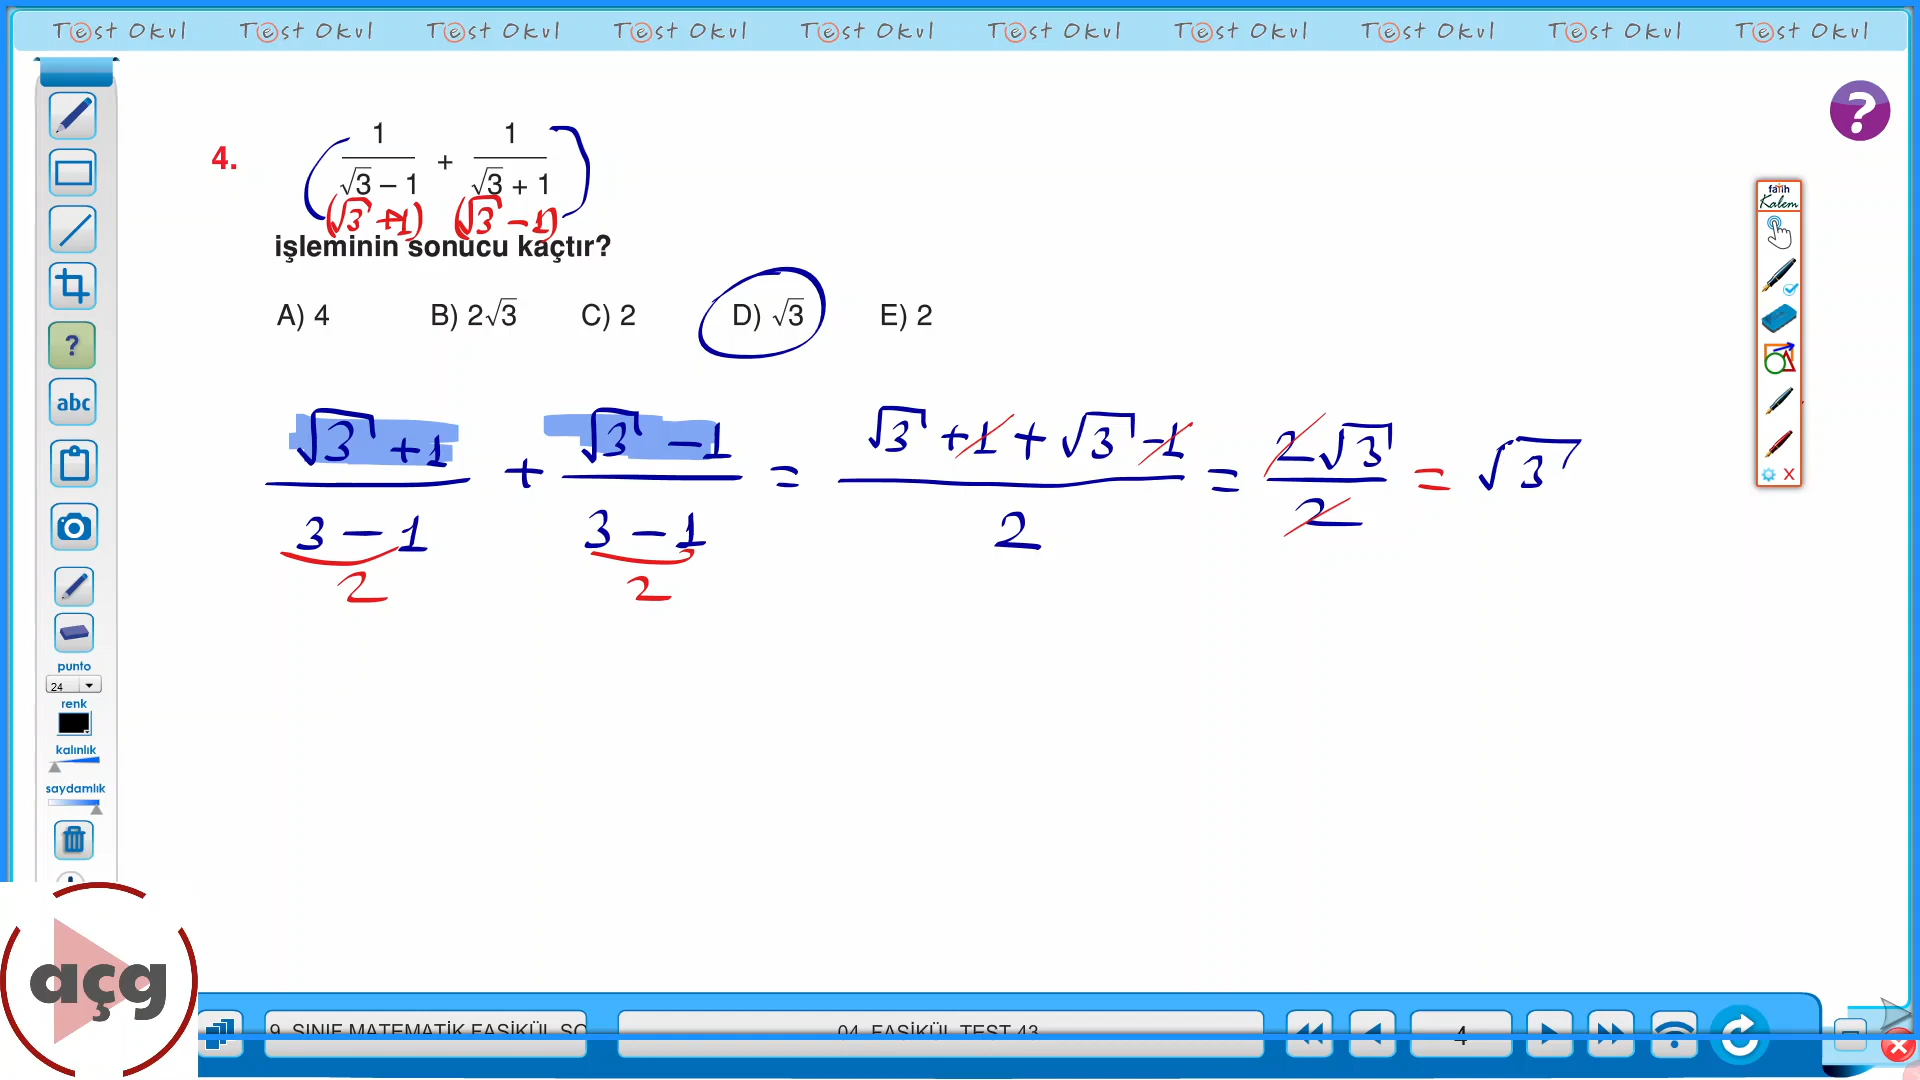 Test Okul Test Okul Test Okul Test Okul Test Okul Test Okul Test Okul Test Okul Test Okul Test Okul
?
4. 1/(√3 – 1) + 1/(√3 + 1)
(√3 +1) (√3 –1)
işleminin sonucu kaçtır?
A) 4 B) 2√3 C) 2 D) √3 E) 2
(√3 +1)/(3 – 1) + (√3 –1)/(3 – 1) = (√3 +1 + √3 –1)/2 = 2√3/2 = √3
2 2
fatih
Kalem
X
?
abc
punto
24
renk
kalınlık
saydamlık
açg
9. SINIF MATEMATİK FASİKÜL SO
04. FASİKÜL TEST 43
4